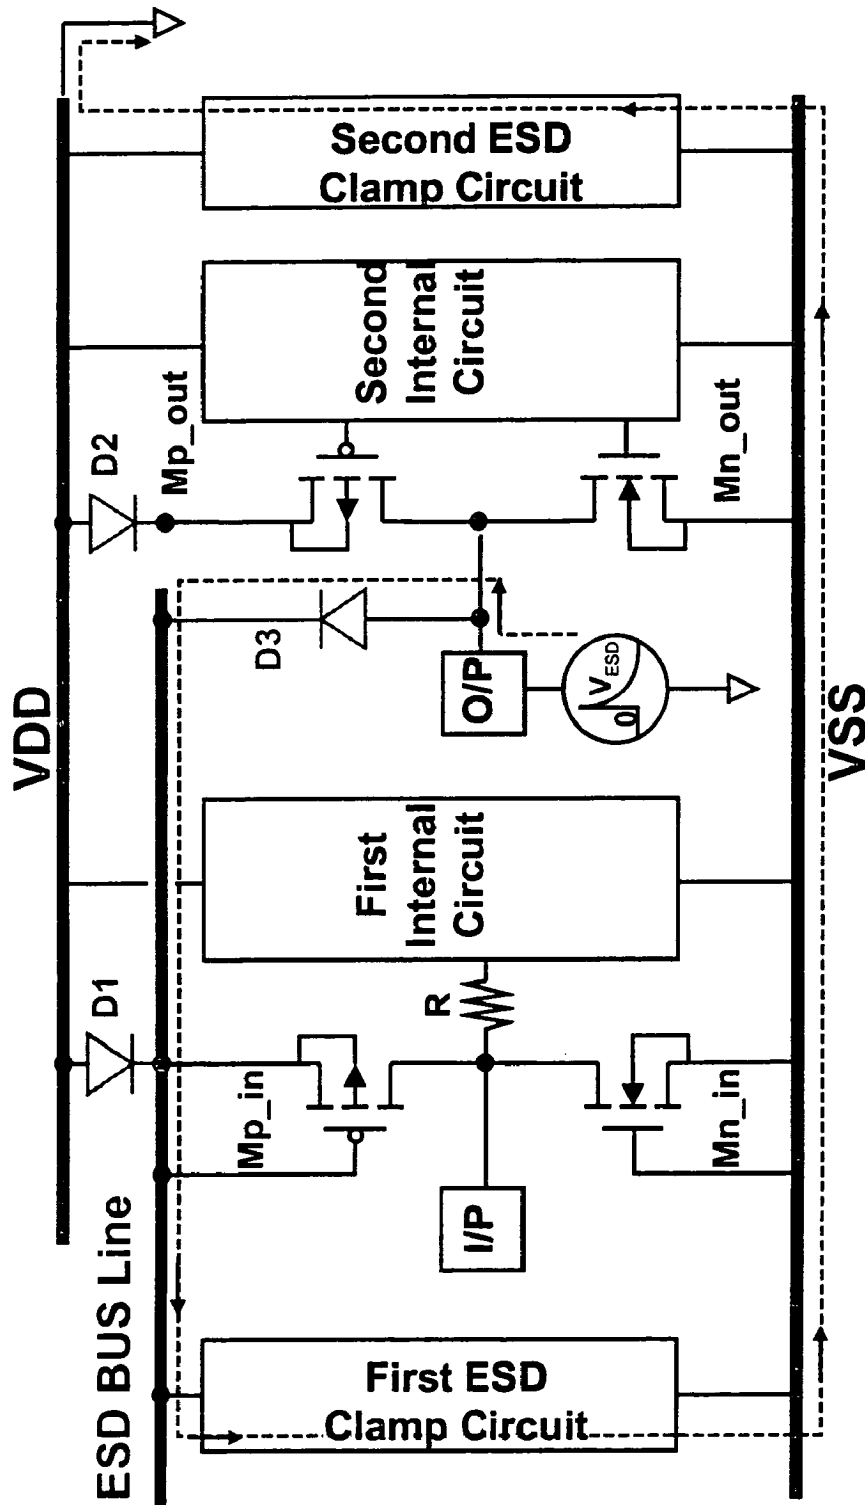 VDD
ESD BUS Line
D1
D2
D3
Mp_in
Mp_out
First ESD
Clamp Circuit
I/P
R
First
Internal
Circuit
O/P
V_ESD
0
Second
Internal
Circuit
Second ESD
Clamp Circuit
Mn_in
Mn_out
VSS